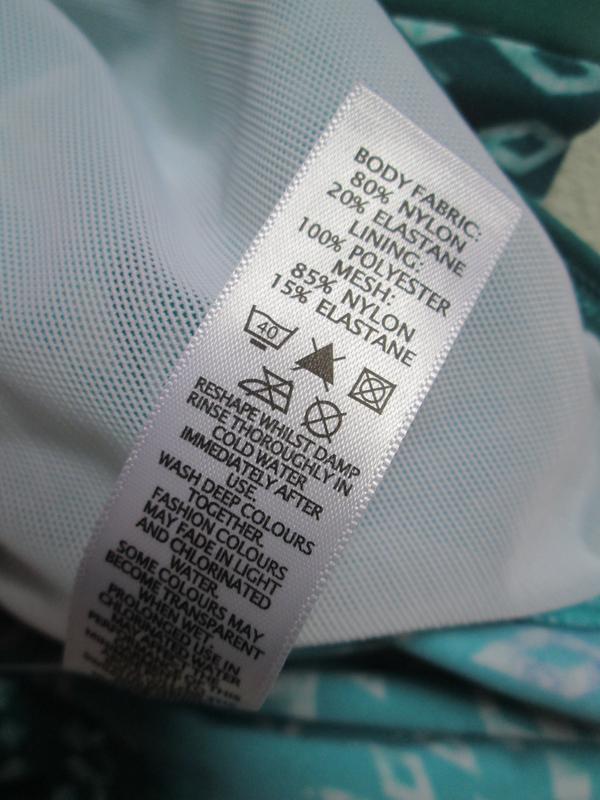 BODY FABRIC:
80% NYLON
20% ELASTANE
LINING:
100% POLYESTER
MESH:
85% NYLON
15% ELASTANE
40
RESHAPE WHILST DAMP
RINSE THOROUGHLY IN
COLD WATER
IMMEDIATELY AFTER
USE.
WASH DEEP COLOURS
TOGETHER.
FASHION COLOURS
MAY FADE IN LIGHT
AND CHLORINATED
WATER.
SOME COLOURS MAY
BECOME TRANSPARENT
WHEN WET.
PROLONGED USE IN
CHLORINATED WATER